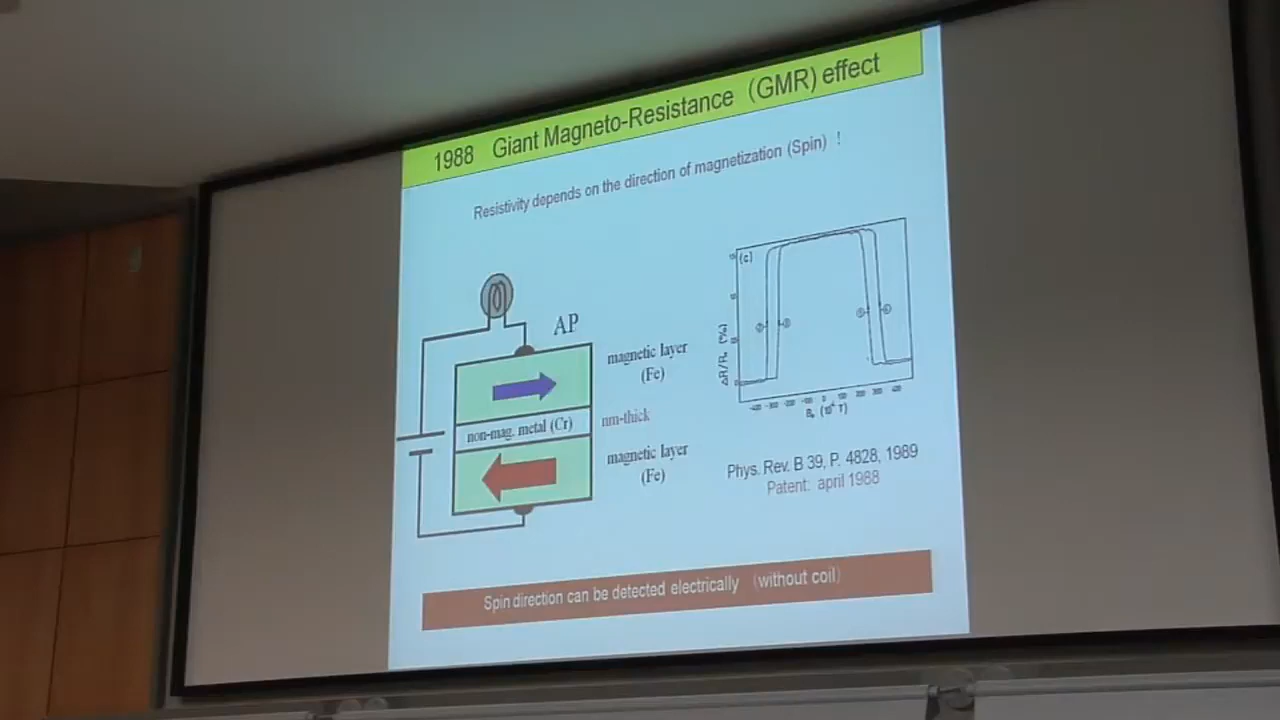 1988 Giant Magneto-Resistance (GMR) effect
Resistivity depends on the direction of magnetization (Spin) !
AP
magnetic layer
(Fe)
non-mag. metal (Cr)
nm-thick
magnetic layer
(Fe)
(c)
ΔR/R (%)
Phys. Rev. B 39, P. 4828, 1989
Patent: april 1988
Spin direction can be detected electrically (without coil)